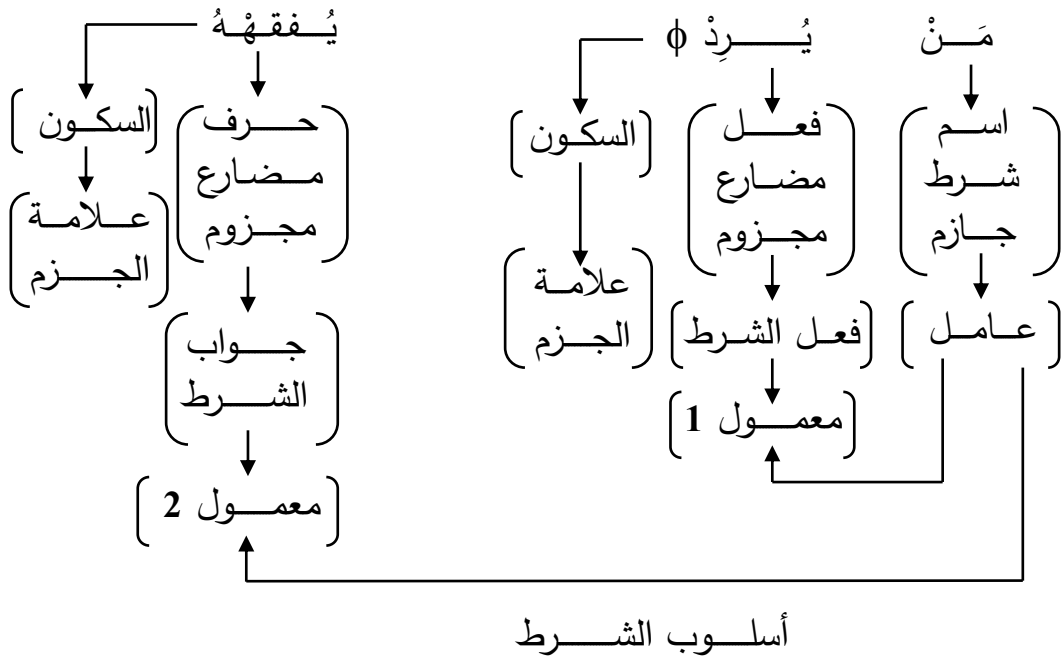 مَنْ يُرِدْ ϕ يُفقهْهُ
اسم
شرط
جازم
فعل
مضارع
مجزوم
السكون
حرف
مضارع
مجزوم
السكون
عامل
فعل الشرط
علامة
الجزم
جواب
الشرط
علامة
الجزم
معمول 1
معمول 2
أسلوب الشرط